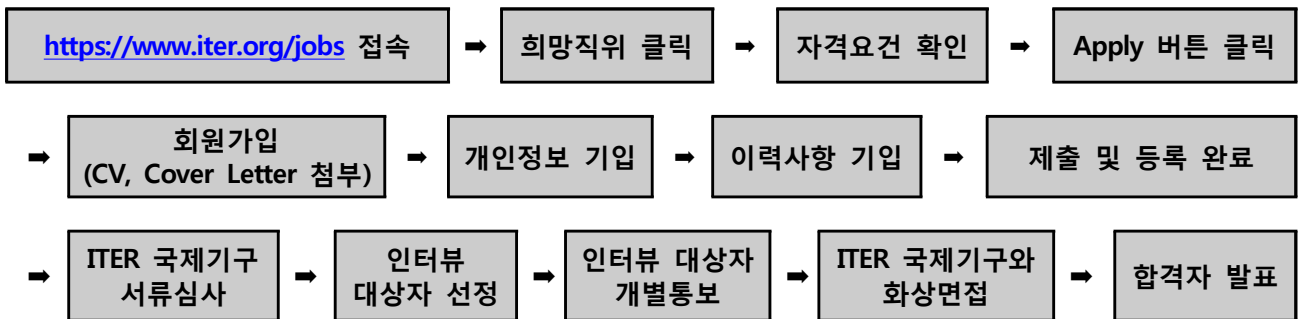 https://www.iter.org/jobs 접속 ➡ 희망직위 클릭 ➡ 자격요건 확인 ➡ Apply 버튼 클릭
➡ 회원가입
(CV, Cover Letter 첨부) ➡ 개인정보 기입 ➡ 이력사항 기입 ➡ 제출 및 등록 완료
➡ ITER 국제기구
서류심사 ➡ 인터뷰
대상자 선정 ➡ 인터뷰 대상자
개별통보 ➡ ITER 국제기구와
화상면접 ➡ 합격자 발표